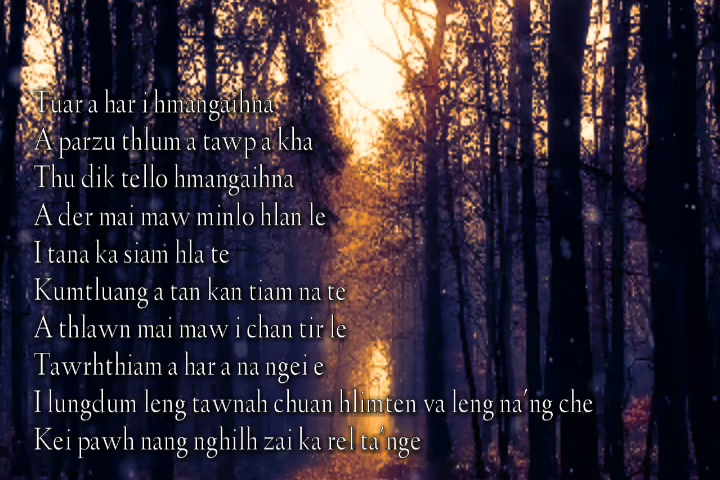 Tuar a har i hmangaihna
A parzu thlum a tawp a kha
Thu dik tello hmangaihna
A der mai maw minlo hlan le
I tana ka siam hla te
Kumtluang a tan kan tiam na te
A thlawn mai maw i chan tir le
Tawrhthiam a har a na ngei e
I lungdum leng tawnah chuan hlimten va leng na'ng che
Kei pawh nang nghilh zai ka rel ta'nge